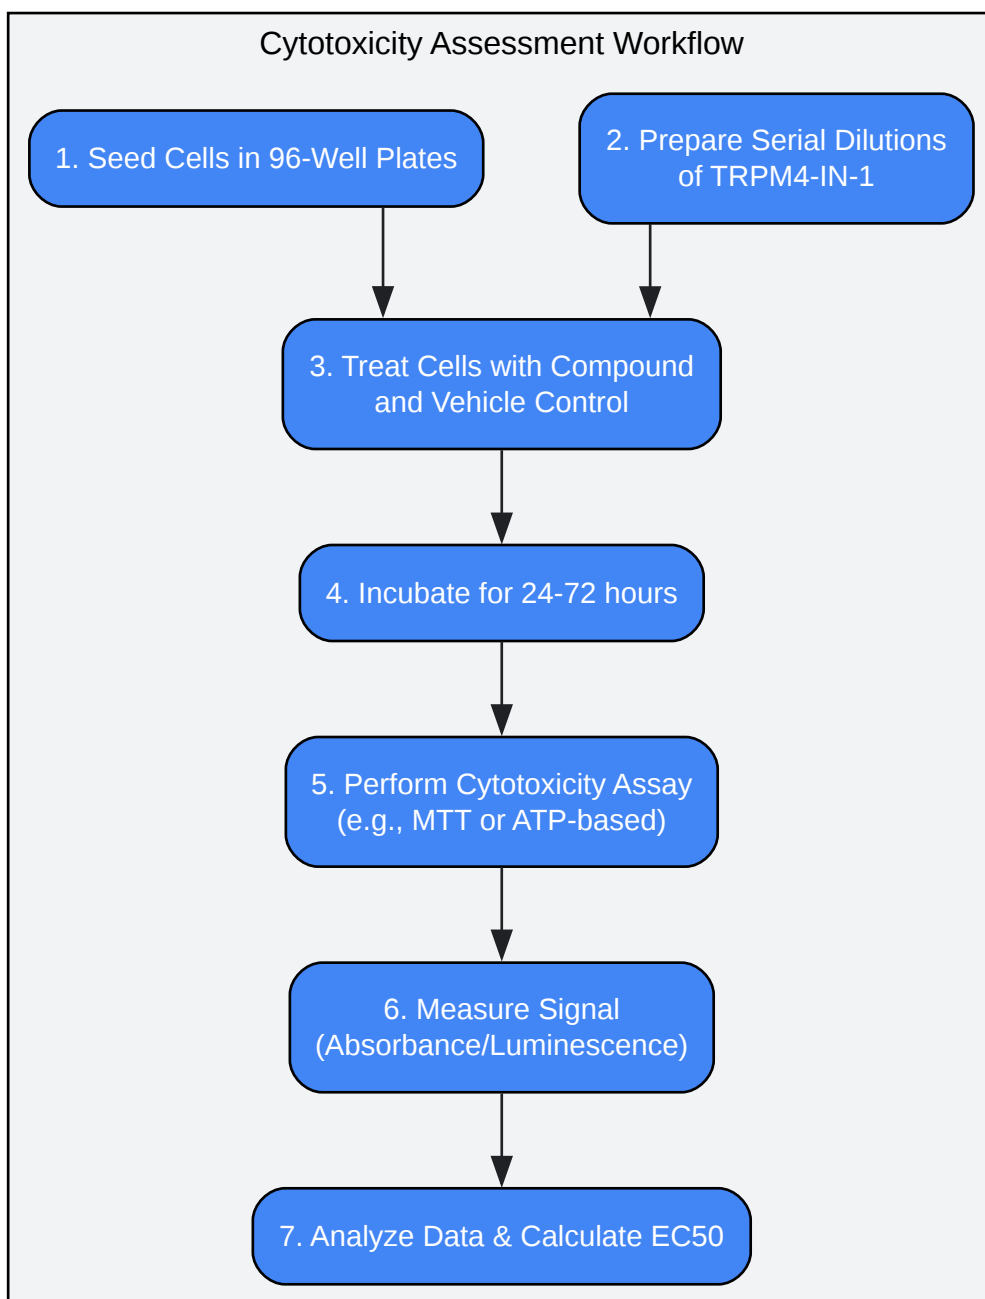 Cytotoxicity Assessment Workflow
1. Seed Cells in 96-Well Plates
2. Prepare Serial Dilutions
of TRPM4-IN-1
3. Treat Cells with Compound
and Vehicle Control
4. Incubate for 24-72 hours
5. Perform Cytotoxicity Assay
(e.g., MTT or ATP-based)
6. Measure Signal
(Absorbance/Luminescence)
7. Analyze Data & Calculate EC50